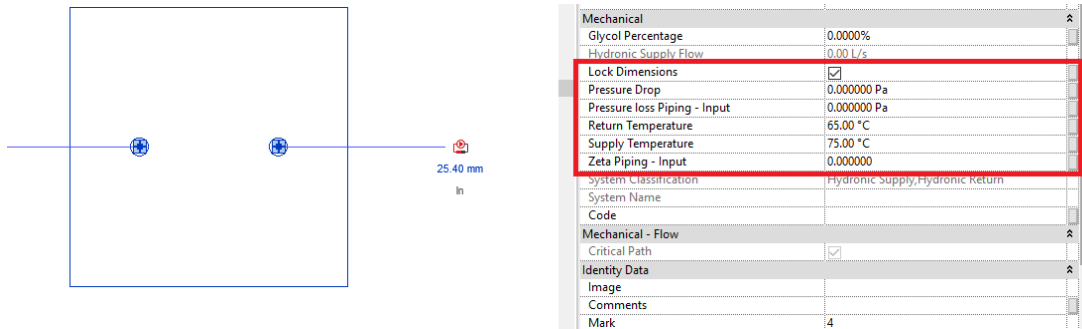 25.40 mm
In
Mechanical
Glycol Percentage 0.0000%
Hydronic Supply Flow 0.00 L/s
Lock Dimensions
Pressure Drop 0.000000 Pa
Pressure loss Piping - Input 0.000000 Pa
Return Temperature 65.00 °C
Supply Temperature 75.00 °C
Zeta Piping - Input 0.000000
System Classification Hydronic Supply,Hydronic Return
System Name
Code
Mechanical - Flow
Critical Path
Identity Data
Image
Comments
Mark 4